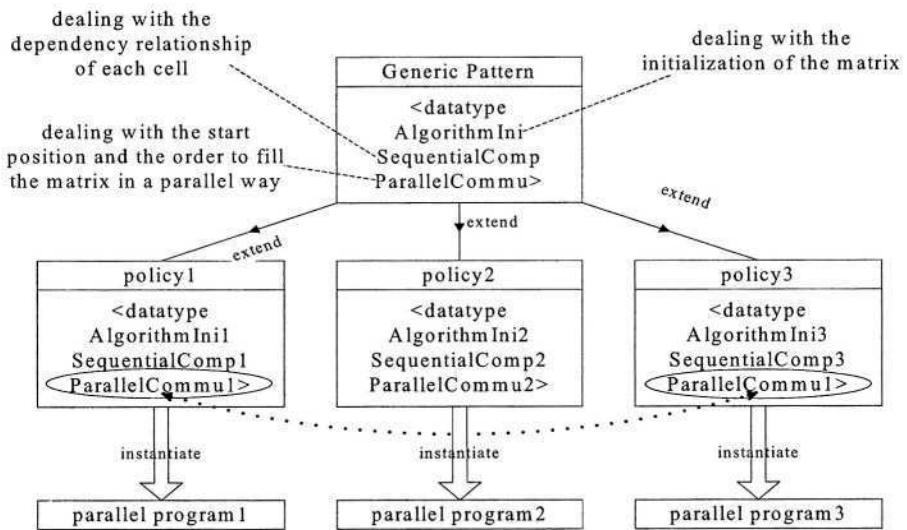 dealing with the
dependency relationship
of each cell
dealing with the
initialization of the matrix
Generic Pattern
<datatype
AlgorithmIni
SequentialComp
ParallelCommu>
dealing with the start
position and the order to fill
the matrix in a parallel way
extend
extend
extend
policy1
<datatype
AlgorithmIni1
SequentialComp1
ParallelCommu1>
policy2
<datatype
AlgorithmIni2
SequentialComp2
ParallelCommu2>
policy3
<datatype
AlgorithmIni3
SequentialComp3
ParallelCommu1>
instantiate
instantiate
instantiate
parallel program1
parallel program2
parallel program3